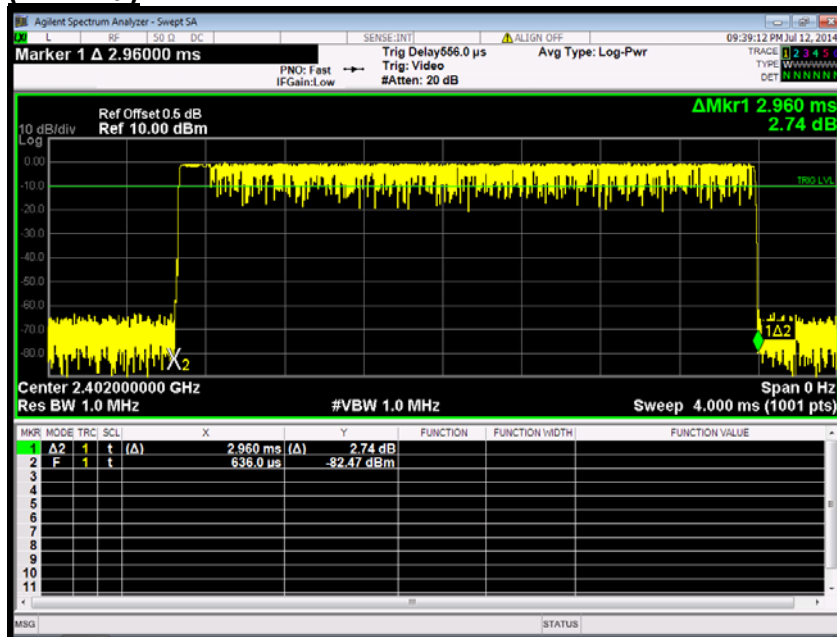 Agilent Spectrum Analyzer - Swept SA
L RF 50 Ω DC SENSE:INT ALIGN OFF 09:39:12 PM Jul 12, 2014
Marker 1 Δ 2.96000 ms
PNO: Fast
IFGain:Low
Trig Delay556.0 µs
Trig: Video
#Atten: 20 dB
Avg Type: Log-Pwr
TRACE 1 2 3 4 5 6
TYPE W
DET N N N N N N
ΔMkr1 2.960 ms
2.74 dB
Ref Offset 0.5 dB
10 dB/div Ref 10.00 dBm
Log
0.00
-10.0
TRIG LVL
-20.0
-30.0
-40.0
-50.0
-60.0
-70.0
1Δ2
-80.0
X2
Center 2.402000000 GHz Span 0 Hz
Res BW 1.0 MHz #VBW 1.0 MHz Sweep 4.000 ms (1001 pts)
MKR MODE TRC SCL X Y FUNCTION FUNCTION WIDTH FUNCTION VALUE
1 Δ2 1 t (Δ) 2.960 ms (Δ) 2.74 dB
2 F 1 t 636.0 µs -82.47 dBm
3
4
5
6
7
8
9
10
11
MSG STATUS